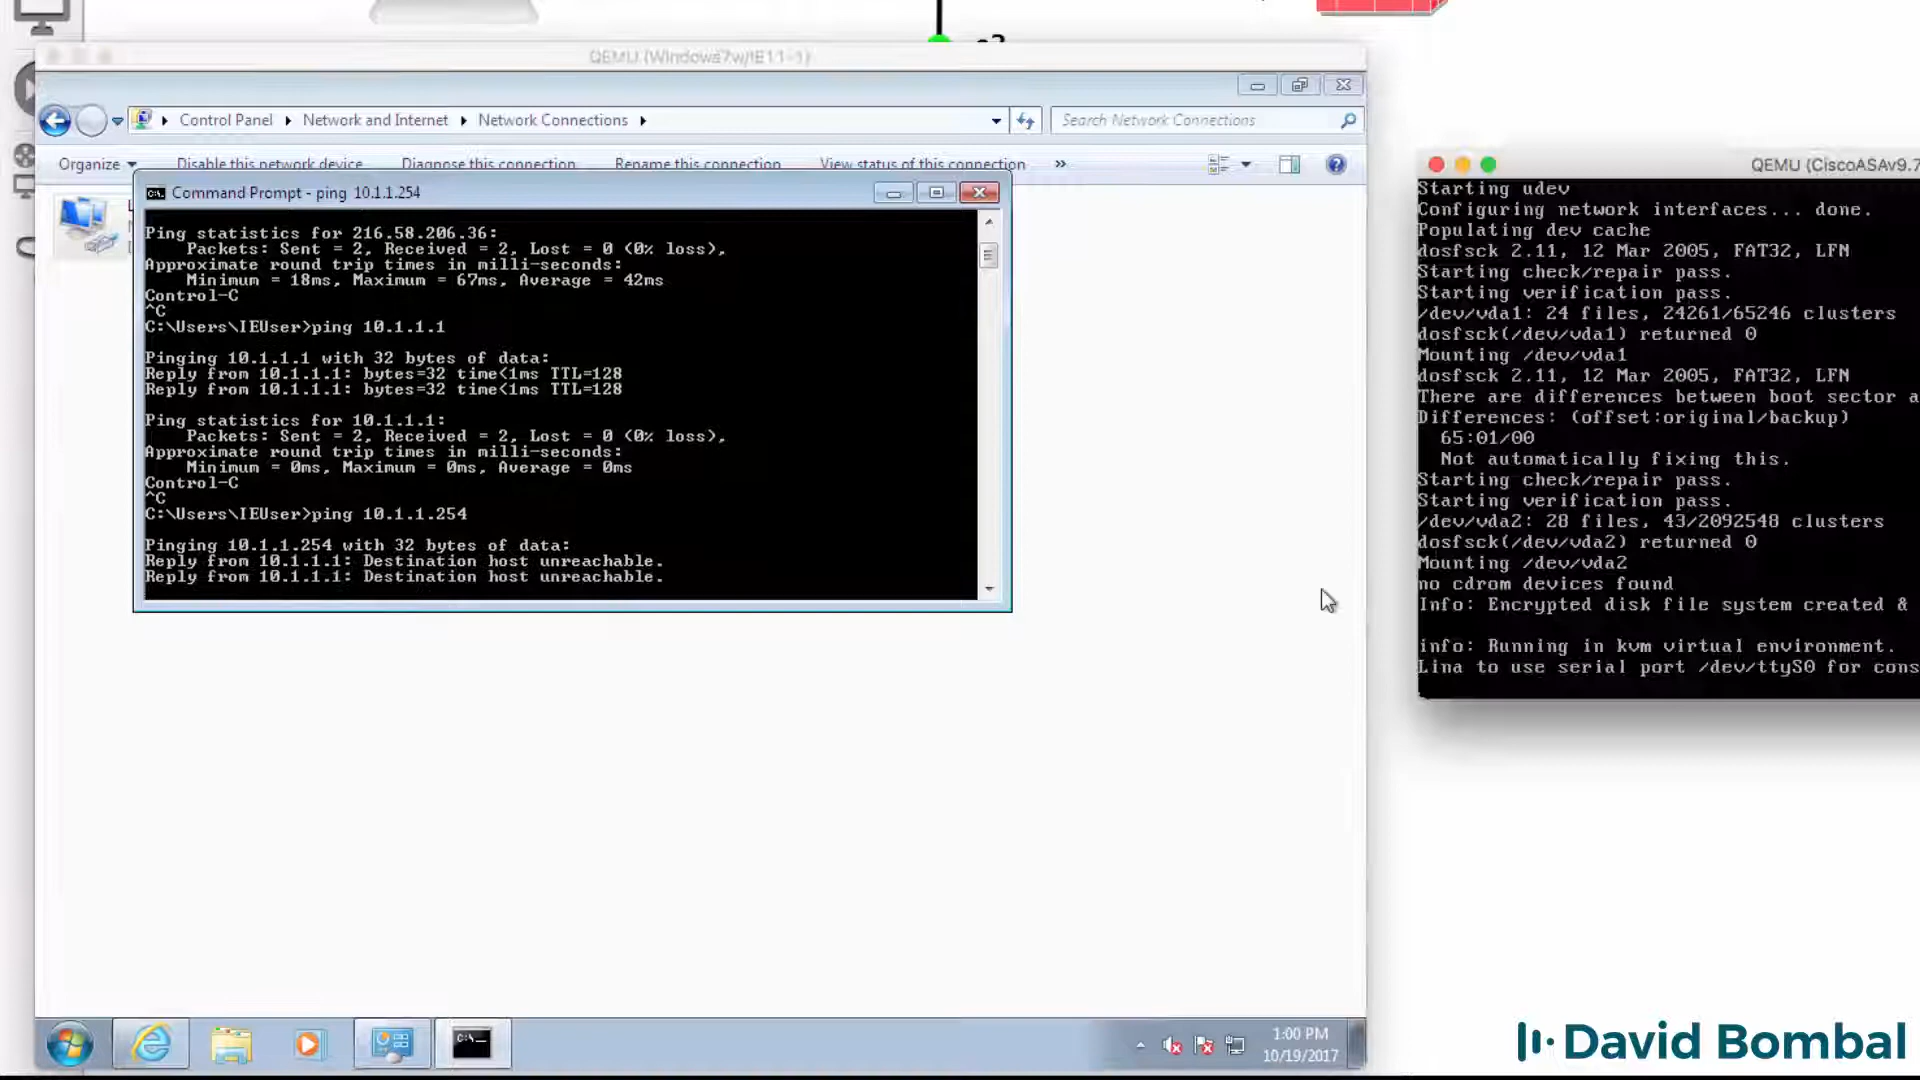 QEMU (Windows7w/IE11-1)
Control Panel
Network and Internet
Network Connections
Search Network Connections
Organize
Disable this network device
Diagnose this connection
Rename this connection
View status of this connection
»
Command Prompt - ping 10.1.1.254
Ping statistics for 216.58.206.36:
Packets: Sent = 2, Received = 2, Lost = 0 (0% loss),
Approximate round trip times in milli-seconds:
Minimum = 18ms, Maximum = 67ms, Average = 42ms
Control-C
^C
C:\Users\IEUser>ping 10.1.1.1
Pinging 10.1.1.1 with 32 bytes of data:
Reply from 10.1.1.1: bytes=32 time<1ms TTL=128
Reply from 10.1.1.1: bytes=32 time<1ms TTL=128
Ping statistics for 10.1.1.1:
Packets: Sent = 2, Received = 2, Lost = 0 (0% loss),
Approximate round trip times in milli-seconds:
Minimum = 0ms, Maximum = 0ms, Average = 0ms
Control-C
^C
C:\Users\IEUser>ping 10.1.1.254
Pinging 10.1.1.254 with 32 bytes of data:
Reply from 10.1.1.1: Destination host unreachable.
Reply from 10.1.1.1: Destination host unreachable.
QEMU (CiscoASAv9.7
Starting udev
Configuring network interfaces... done.
Populating dev cache
dosfsck 2.11, 12 Mar 2005, FAT32, LFN
Starting check/repair pass.
Starting verification pass.
/dev/vda1: 24 files, 24261/65246 clusters
dosfsck(/dev/vda1) returned 0
Mounting /dev/vda1
dosfsck 2.11, 12 Mar 2005, FAT32, LFN
There are differences between boot sector a
Differences: (offset:original/backup)
65:01/00
Not automatically fixing this.
Starting check/repair pass.
Starting verification pass.
/dev/vda2: 28 files, 43/2092548 clusters
dosfsck(/dev/vda2) returned 0
Mounting /dev/vda2
no cdrom devices found
Info: Encrypted disk file system created &
info: Running in kvm virtual environment.
Lina to use serial port /dev/ttyS0 for cons
1:00 PM
10/19/2017
David Bombal